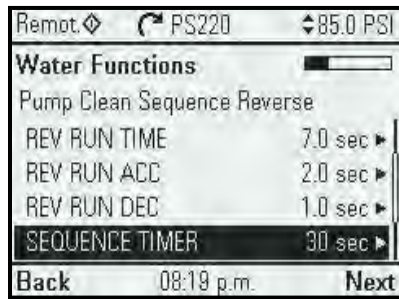 Remot. PS220 85.0 PSI
Water Functions
Pump Clean Sequence Reverse
REV RUN TIME 7.0 sec
REV RUN ACC 2.0 sec
REV RUN DEC 1.0 sec
SEQUENCE TIMER 30 sec
Back 08:19 p.m. Next